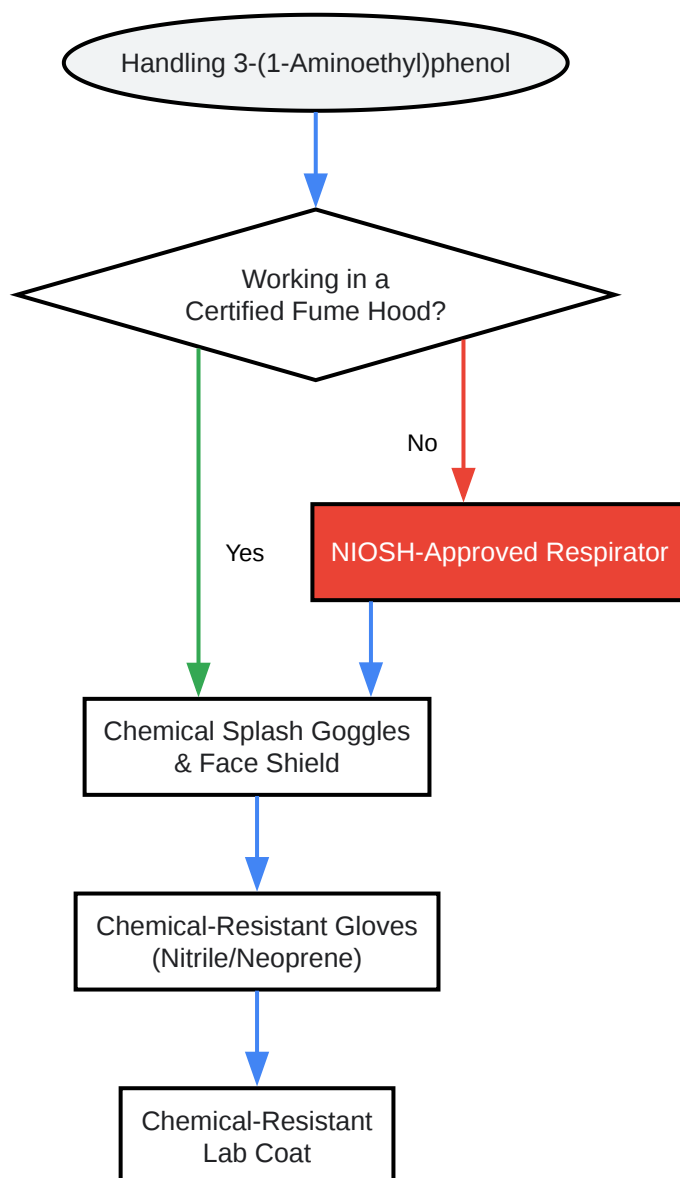 Handling 3-(1-Aminoethyl)phenol
Working in a
Certified Fume Hood?
No
Yes
NIOSH-Approved Respirator
Chemical Splash Goggles
& Face Shield
Chemical-Resistant Gloves
(Nitrile/Neoprene)
Chemical-Resistant
Lab Coat